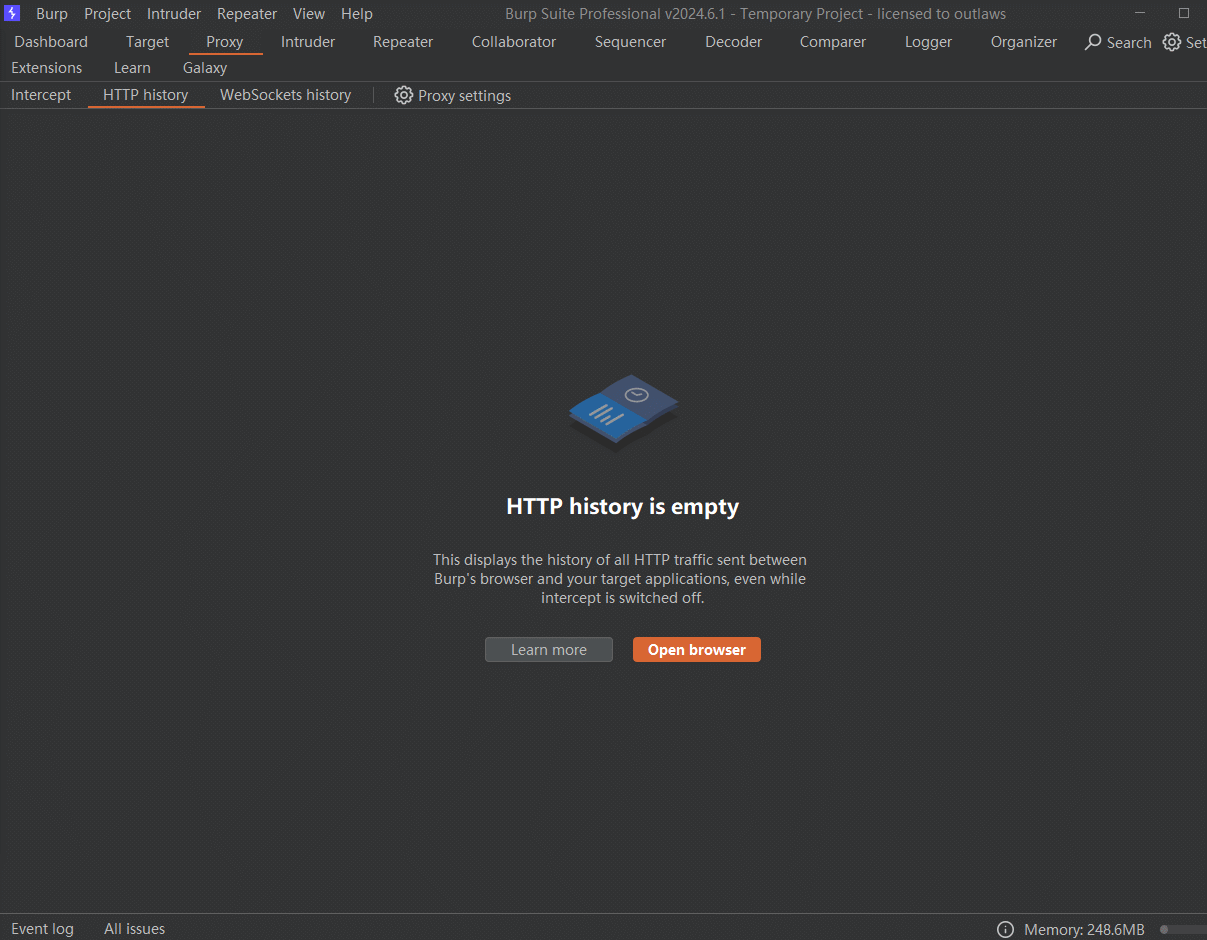 Burp Project Intruder Repeater View Help Burp Suite Professional v2024.6.1 - Temporary Project - licensed to outlaws
Dashboard Target Proxy Intruder Repeater Collaborator Sequencer Decoder Comparer Logger Organizer Search Set
Extensions Learn Galaxy
Intercept HTTP history WebSockets history Proxy settings
HTTP history is empty
This displays the history of all HTTP traffic sent between
Burp's browser and your target applications, even while
intercept is switched off.
Learn more Open browser
Event log All issues Memory: 248.6MB